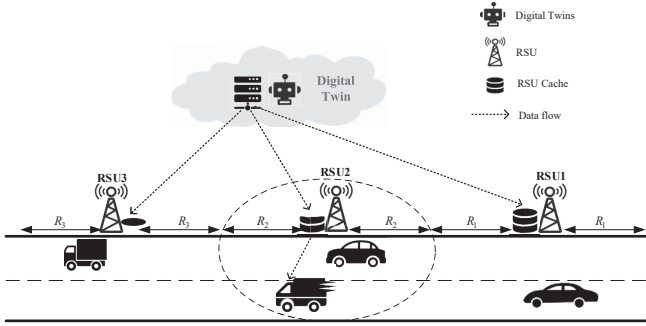 Digital Twins
RSU
RSU Cache
Data flow
Digital
Twin
RSU3
RSU2
RSU1
R3
R3
R2
R2
R1
R1